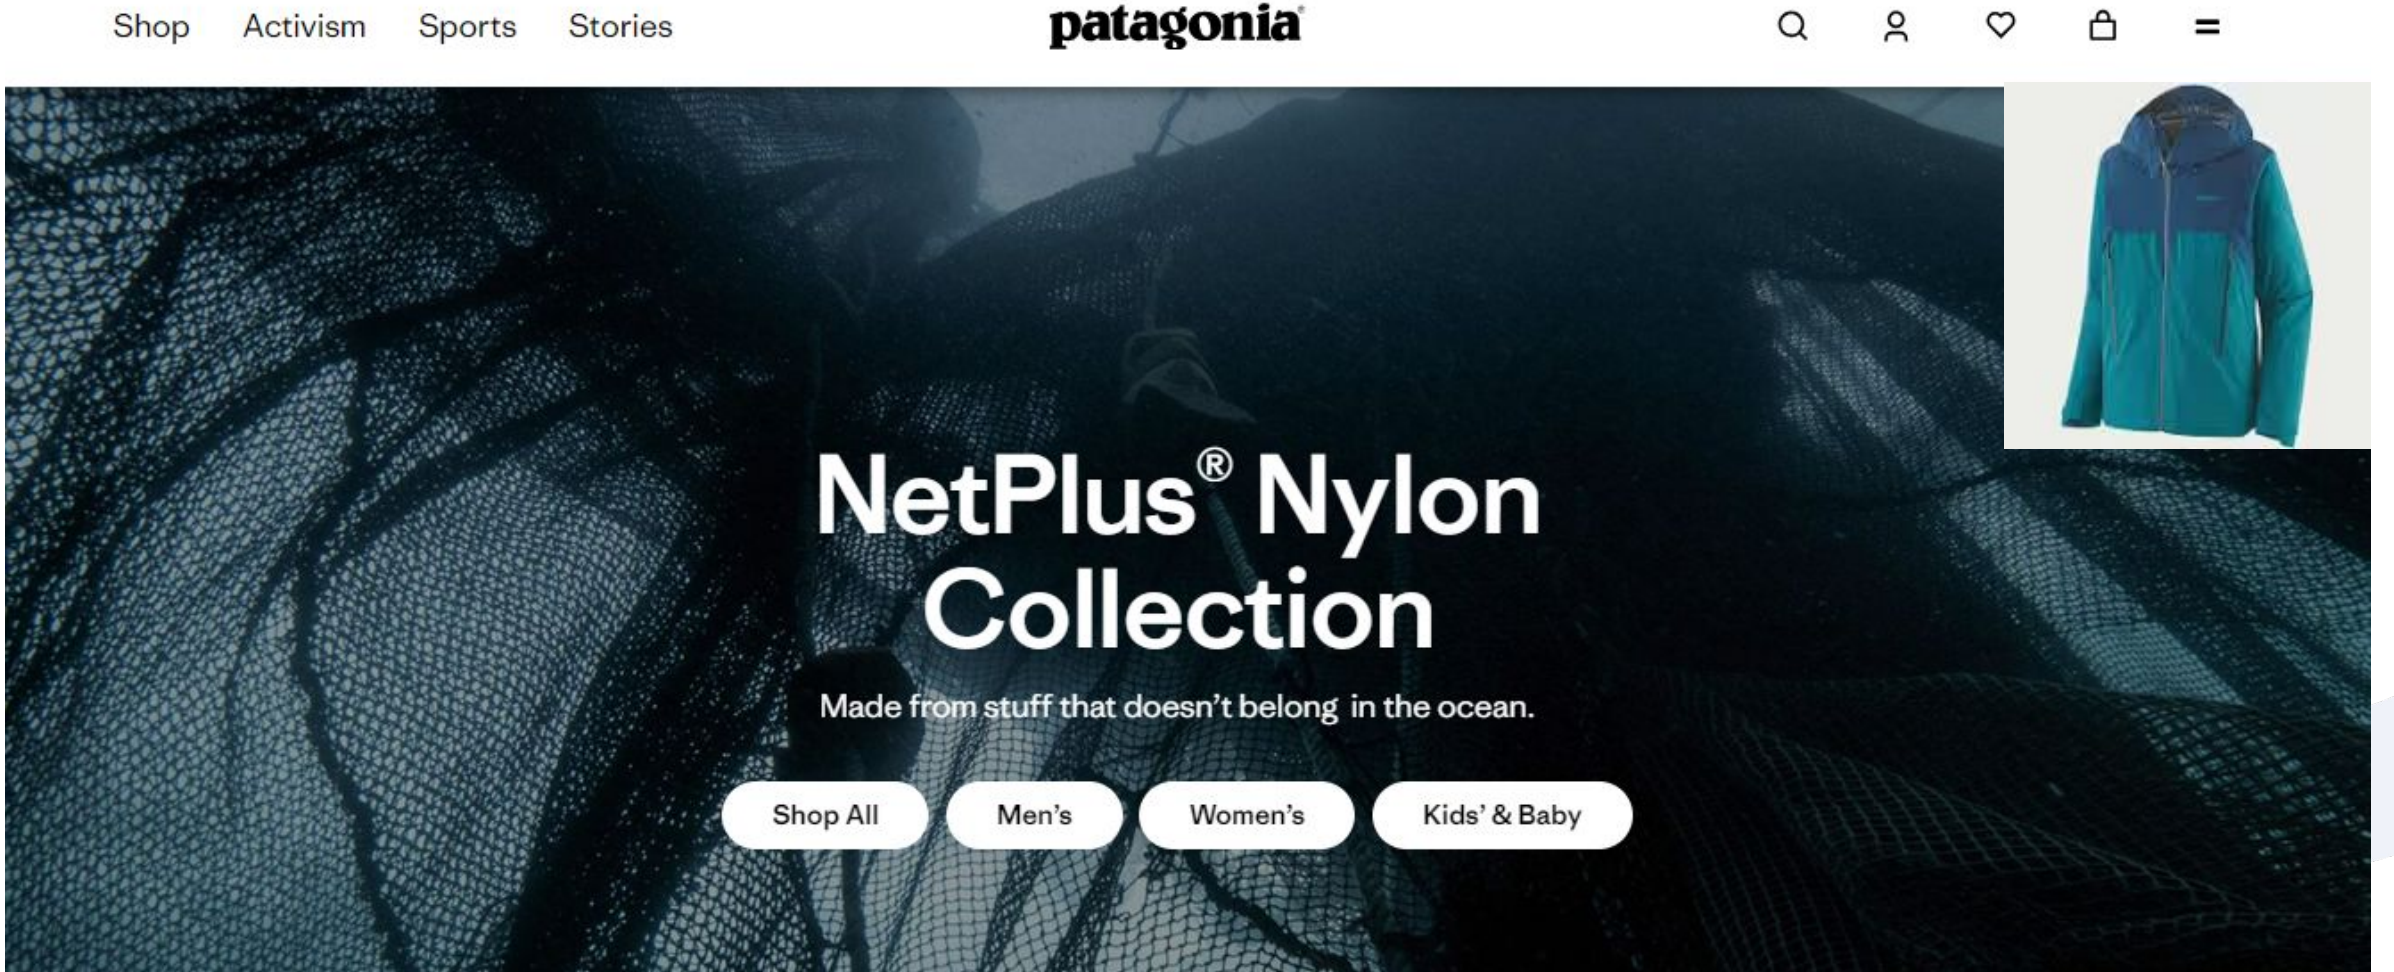 Shop Activism Sports Stories patagonia®
NetPlus® Nylon
Collection
Made from stuff that doesn't belong in the ocean.
Shop All Men's Women's Kids' & Baby